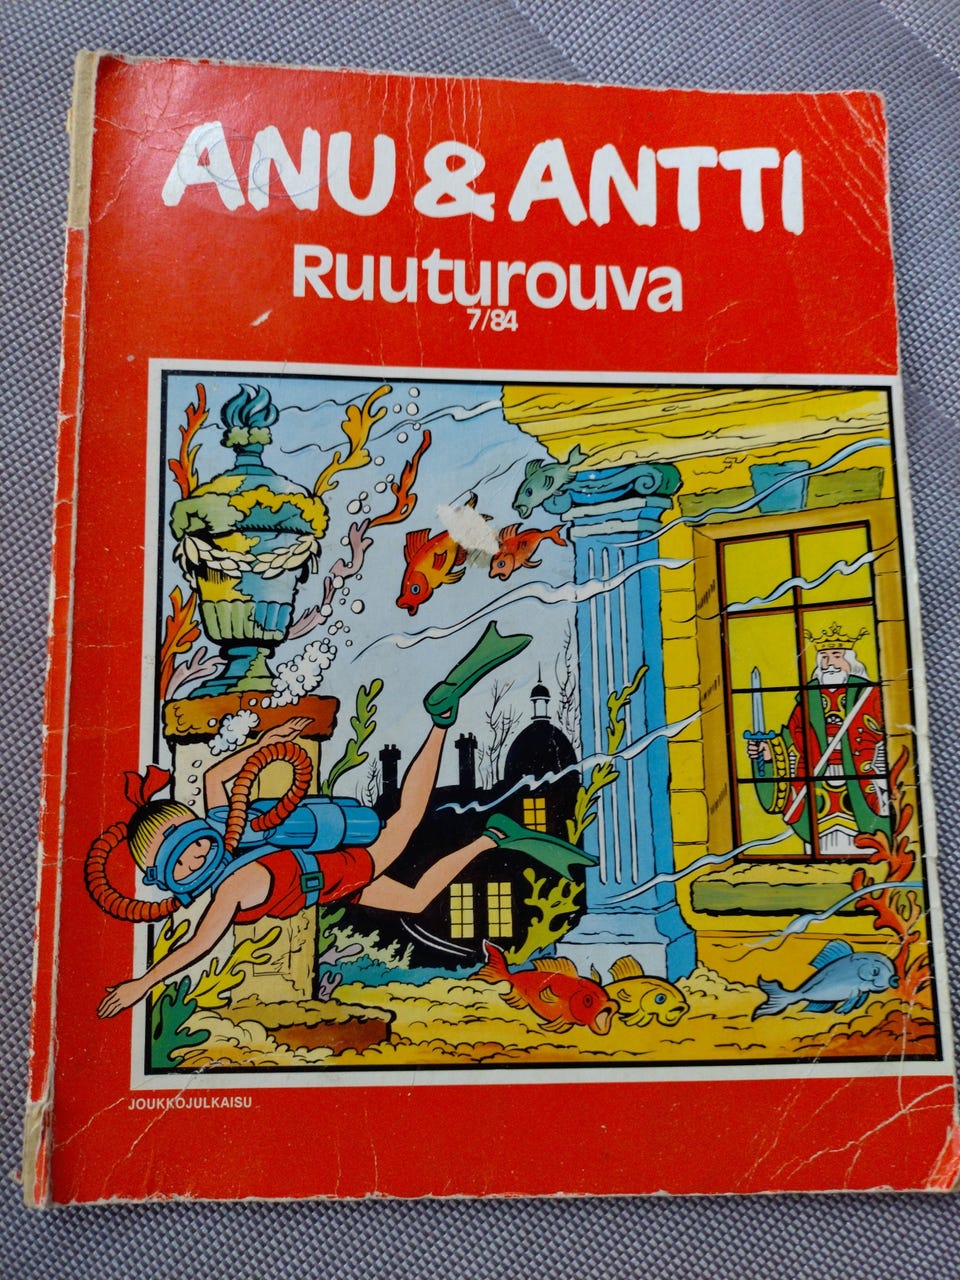 ANU & ANTTI
Ruuturouva
7/84
JOUKKOJULKAISU